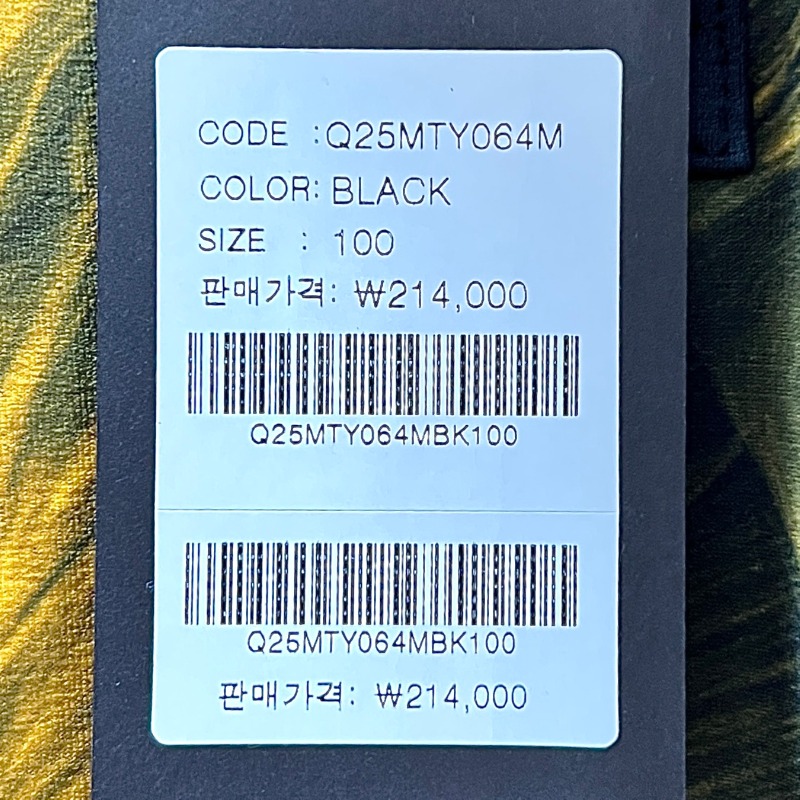 CODE :Q25MTY064M
COLOR: BLACK
SIZE : 100
판매가격: ₩214,000
Q25MTY064MBK100
Q25MTY064MBK100
판매가격: ₩214,000